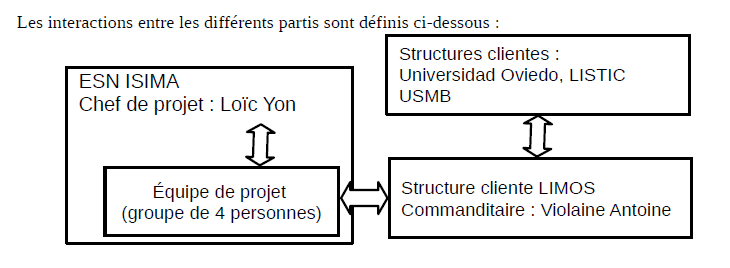 Les interactions entre les différents partis sont définis ci-dessous :
ESN ISIMA
Chef de projet : Loïc Yon
Équipe de projet
(groupe de 4 personnes)
Structures clientes :
Universidad Oviedo, LISTIC
USMB
Structure cliente LIMOS
Commanditaire : Violaine Antoine